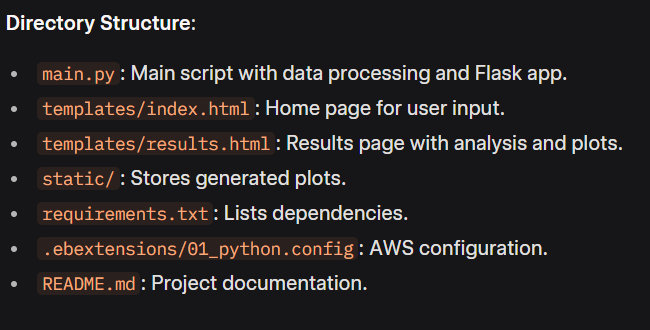 Directory Structure:
• main.py: Main script with data processing and Flask app.
• templates/index.html: Home page for user input.
• templates/results.html: Results page with analysis and plots.
• static/: Stores generated plots.
• requirements.txt: Lists dependencies.
• .ebextensions/01_python.config: AWS configuration.
• README.md: Project documentation.